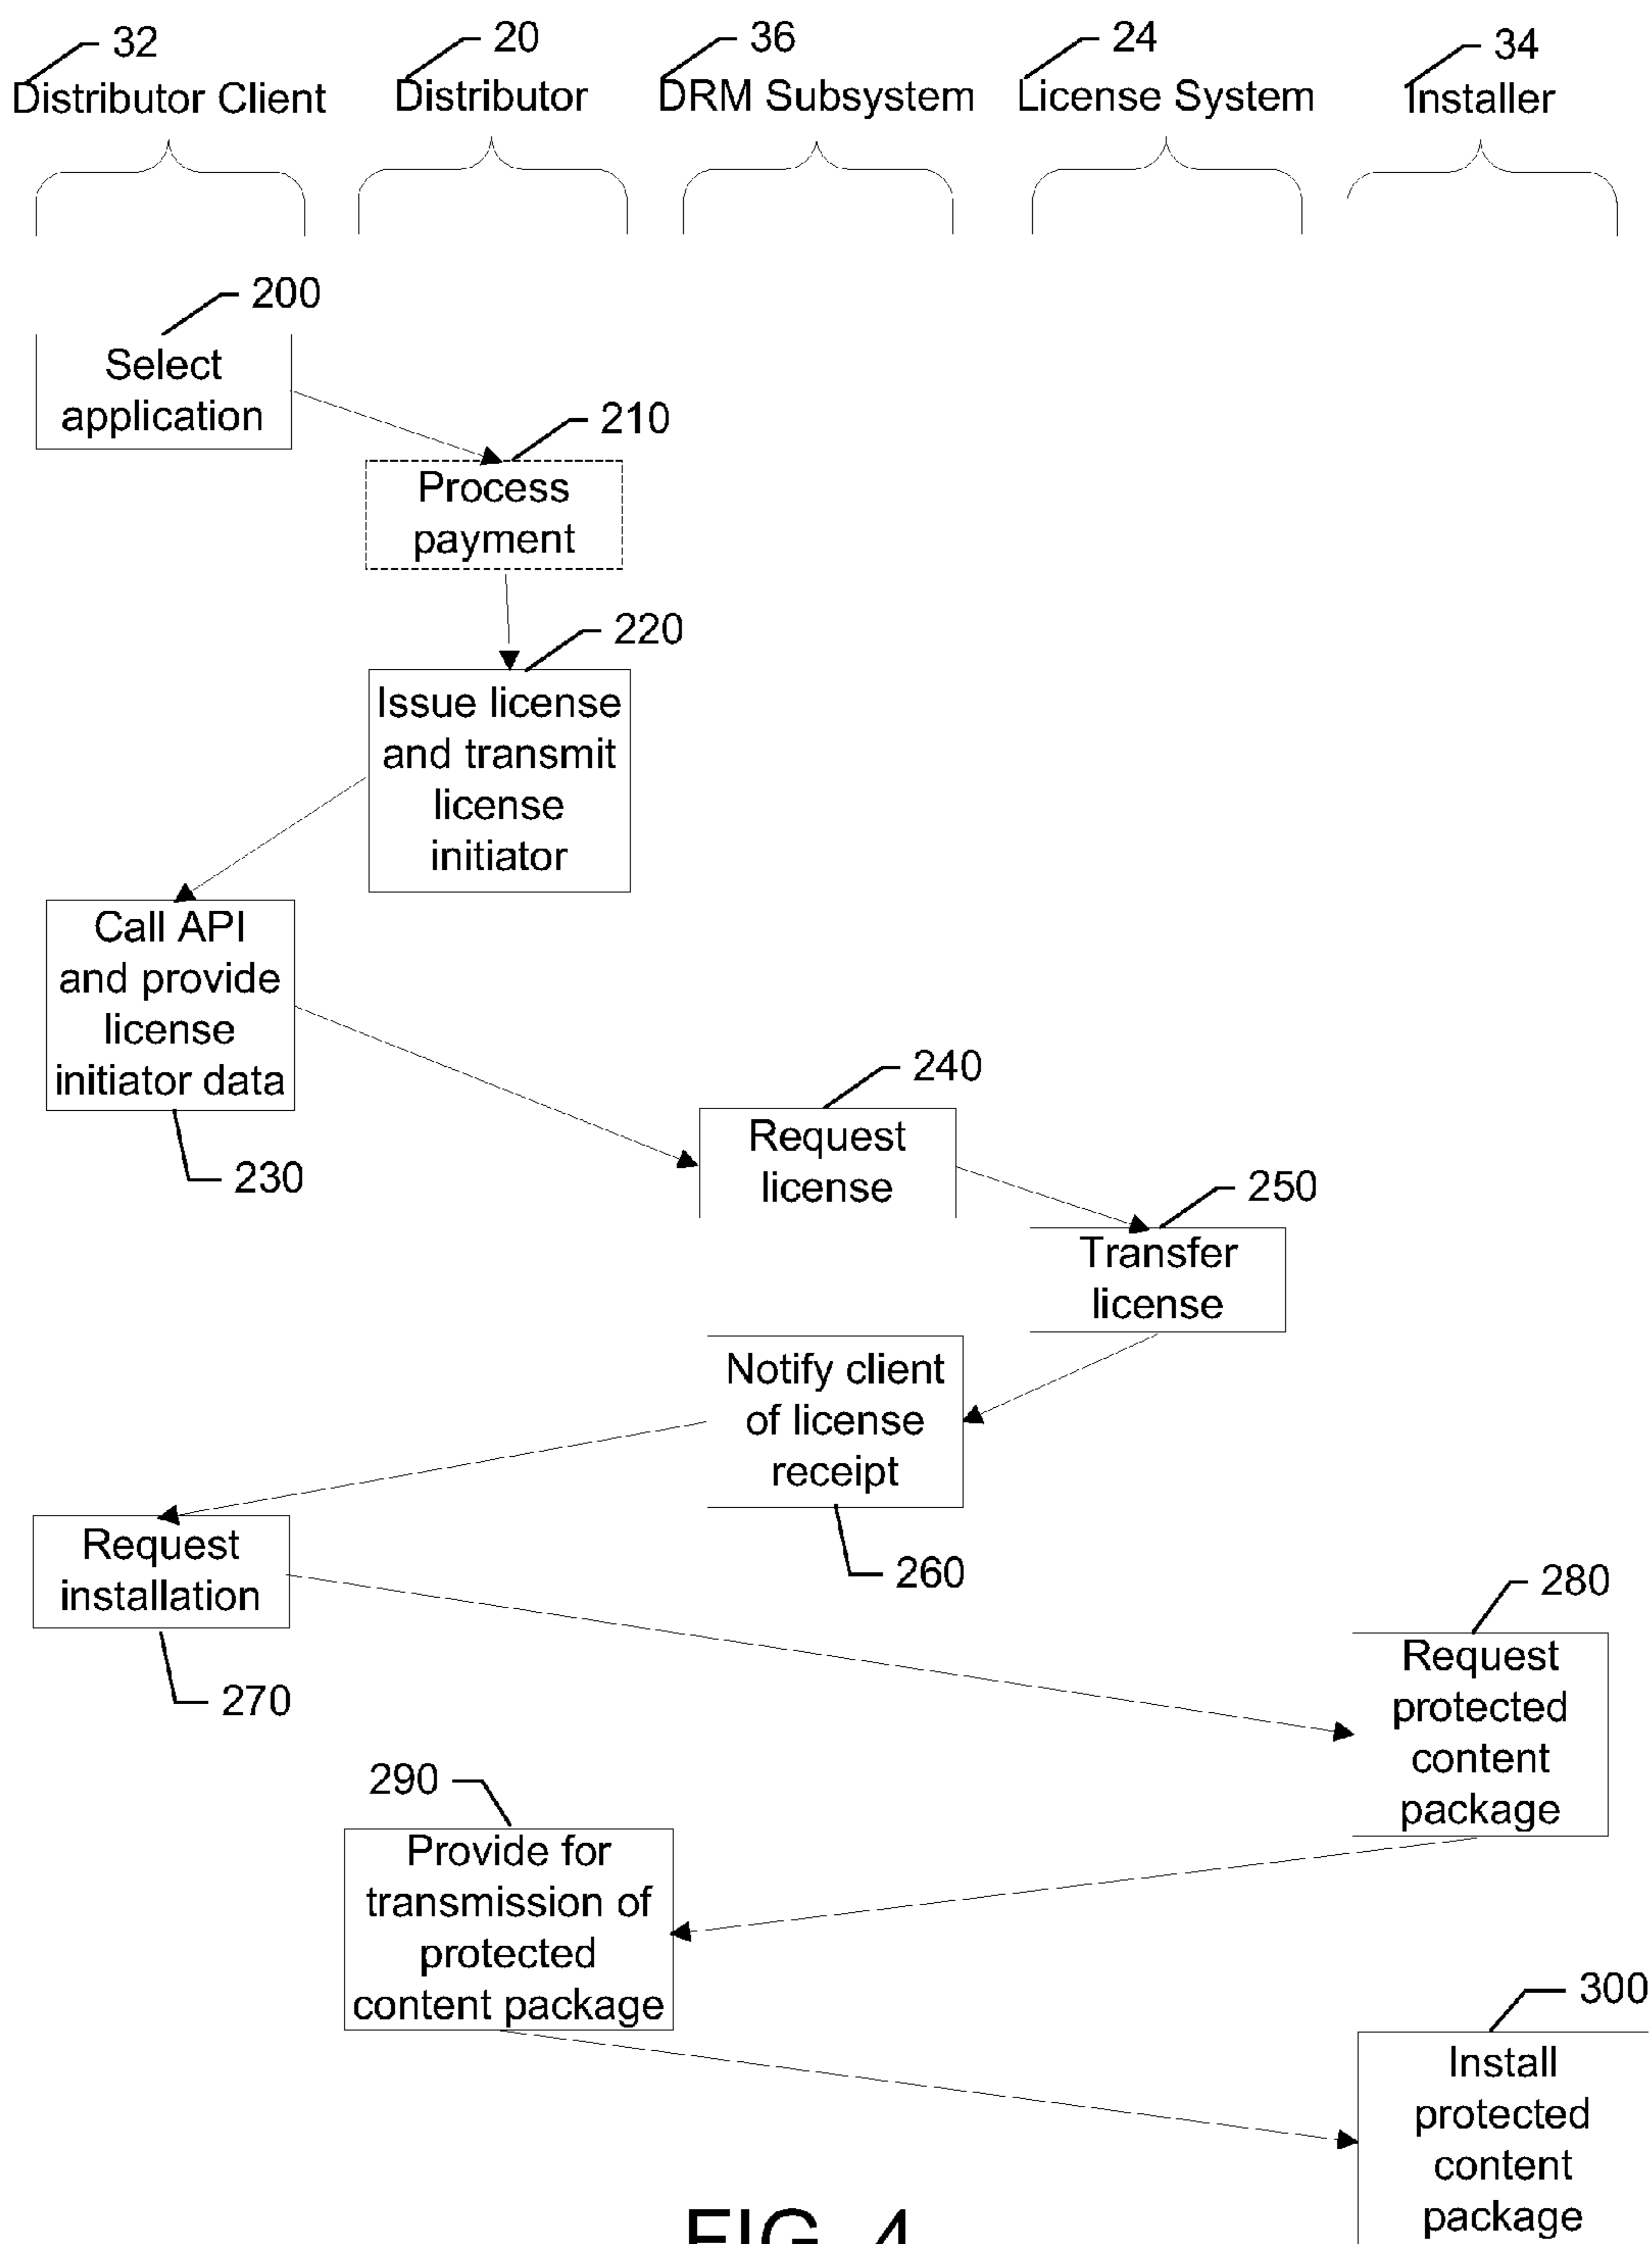 32
Distributor Client
20
Distributor
36
DRM Subsystem
24
License System
34
Installer
200
Select
application
210
Process
payment
220
Issue license
and transmit
license
initiator
Call API
and provide
license
initiator data
230
240
Request
license
250
Transfer
license
Notify client
of license
receipt
260
Request
installation
270
280
Request
protected
content
package
290
Provide for
transmission of
protected
content package
300
Install
protected
content
package
FIG. 4